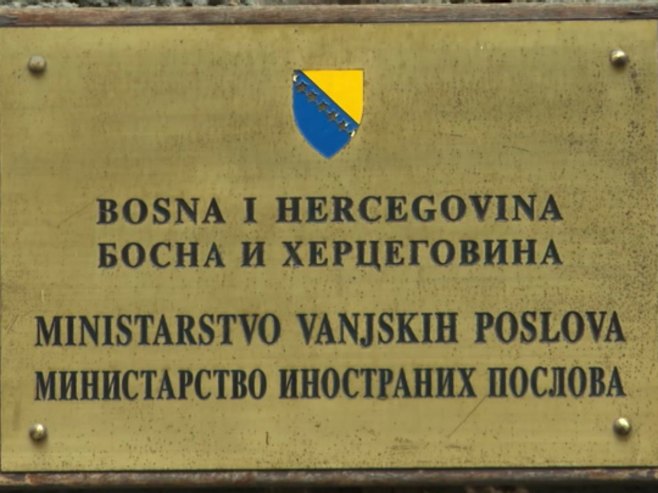 BOSNA I HERCEGOVINA
БОСНА И ХЕРЦЕГОВИНА
MINISTARSTVO VANJSKIH POSLOVA
МИНИСТАРСТВО ИНОСТРАНИХ ПОСЛОВА